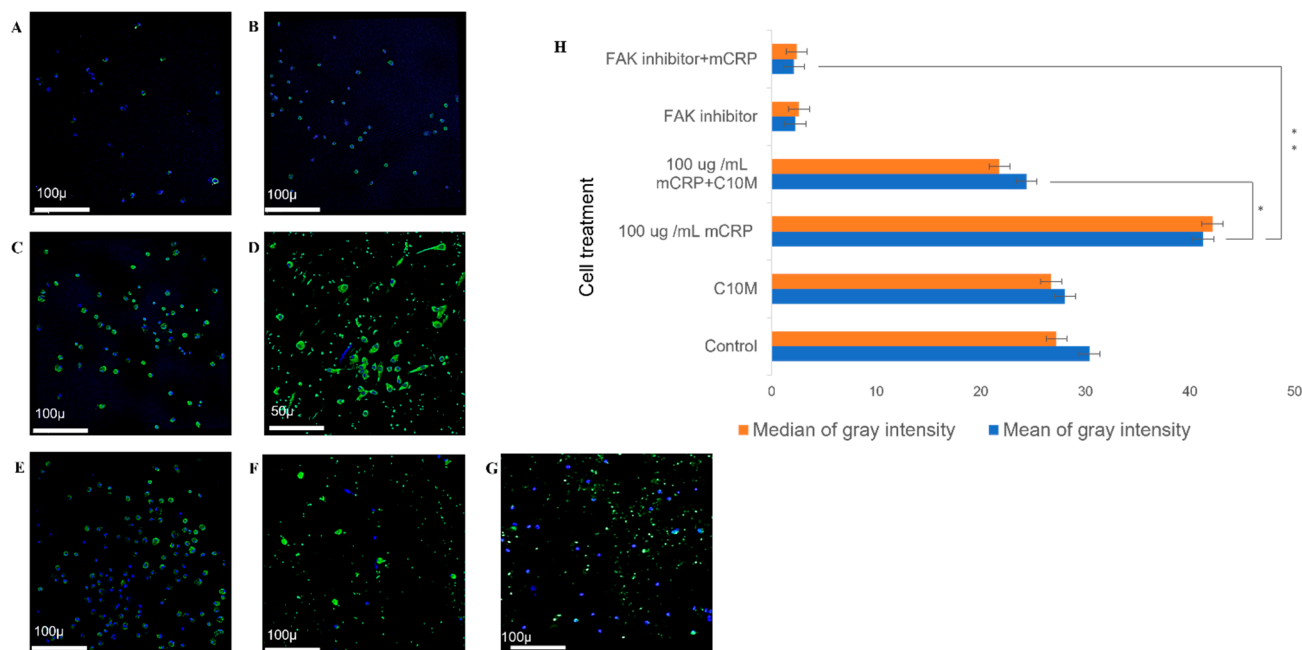 A
100µ
B
100µ
C
100µ
D
50µ
E
100µ
F
100µ
G
100µ
H
Cell treatment
FAK inhibitor+mCRP
FAK inhibitor
100 ug /mL
mCRP+C10M
100 ug /mL mCRP
C10M
Control
*
*
*
0 10 20 30 40 50
Median of gray intensity Mean of gray intensity